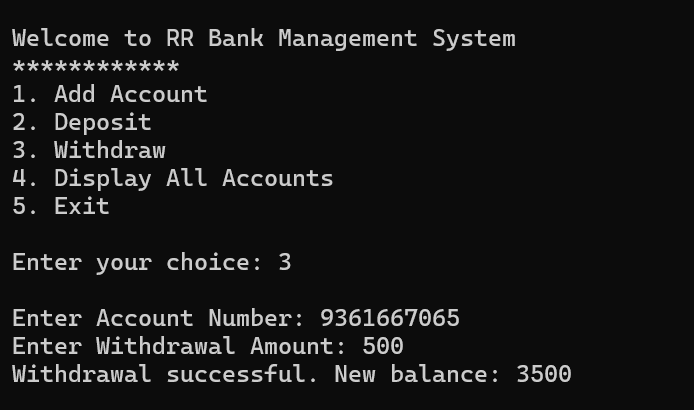 Welcome to RR Bank Management System
************
1. Add Account
2. Deposit
3. Withdraw
4. Display All Accounts
5. Exit
Enter your choice: 3
Enter Account Number: 9361667065
Enter Withdrawal Amount: 500
Withdrawal successful. New balance: 3500